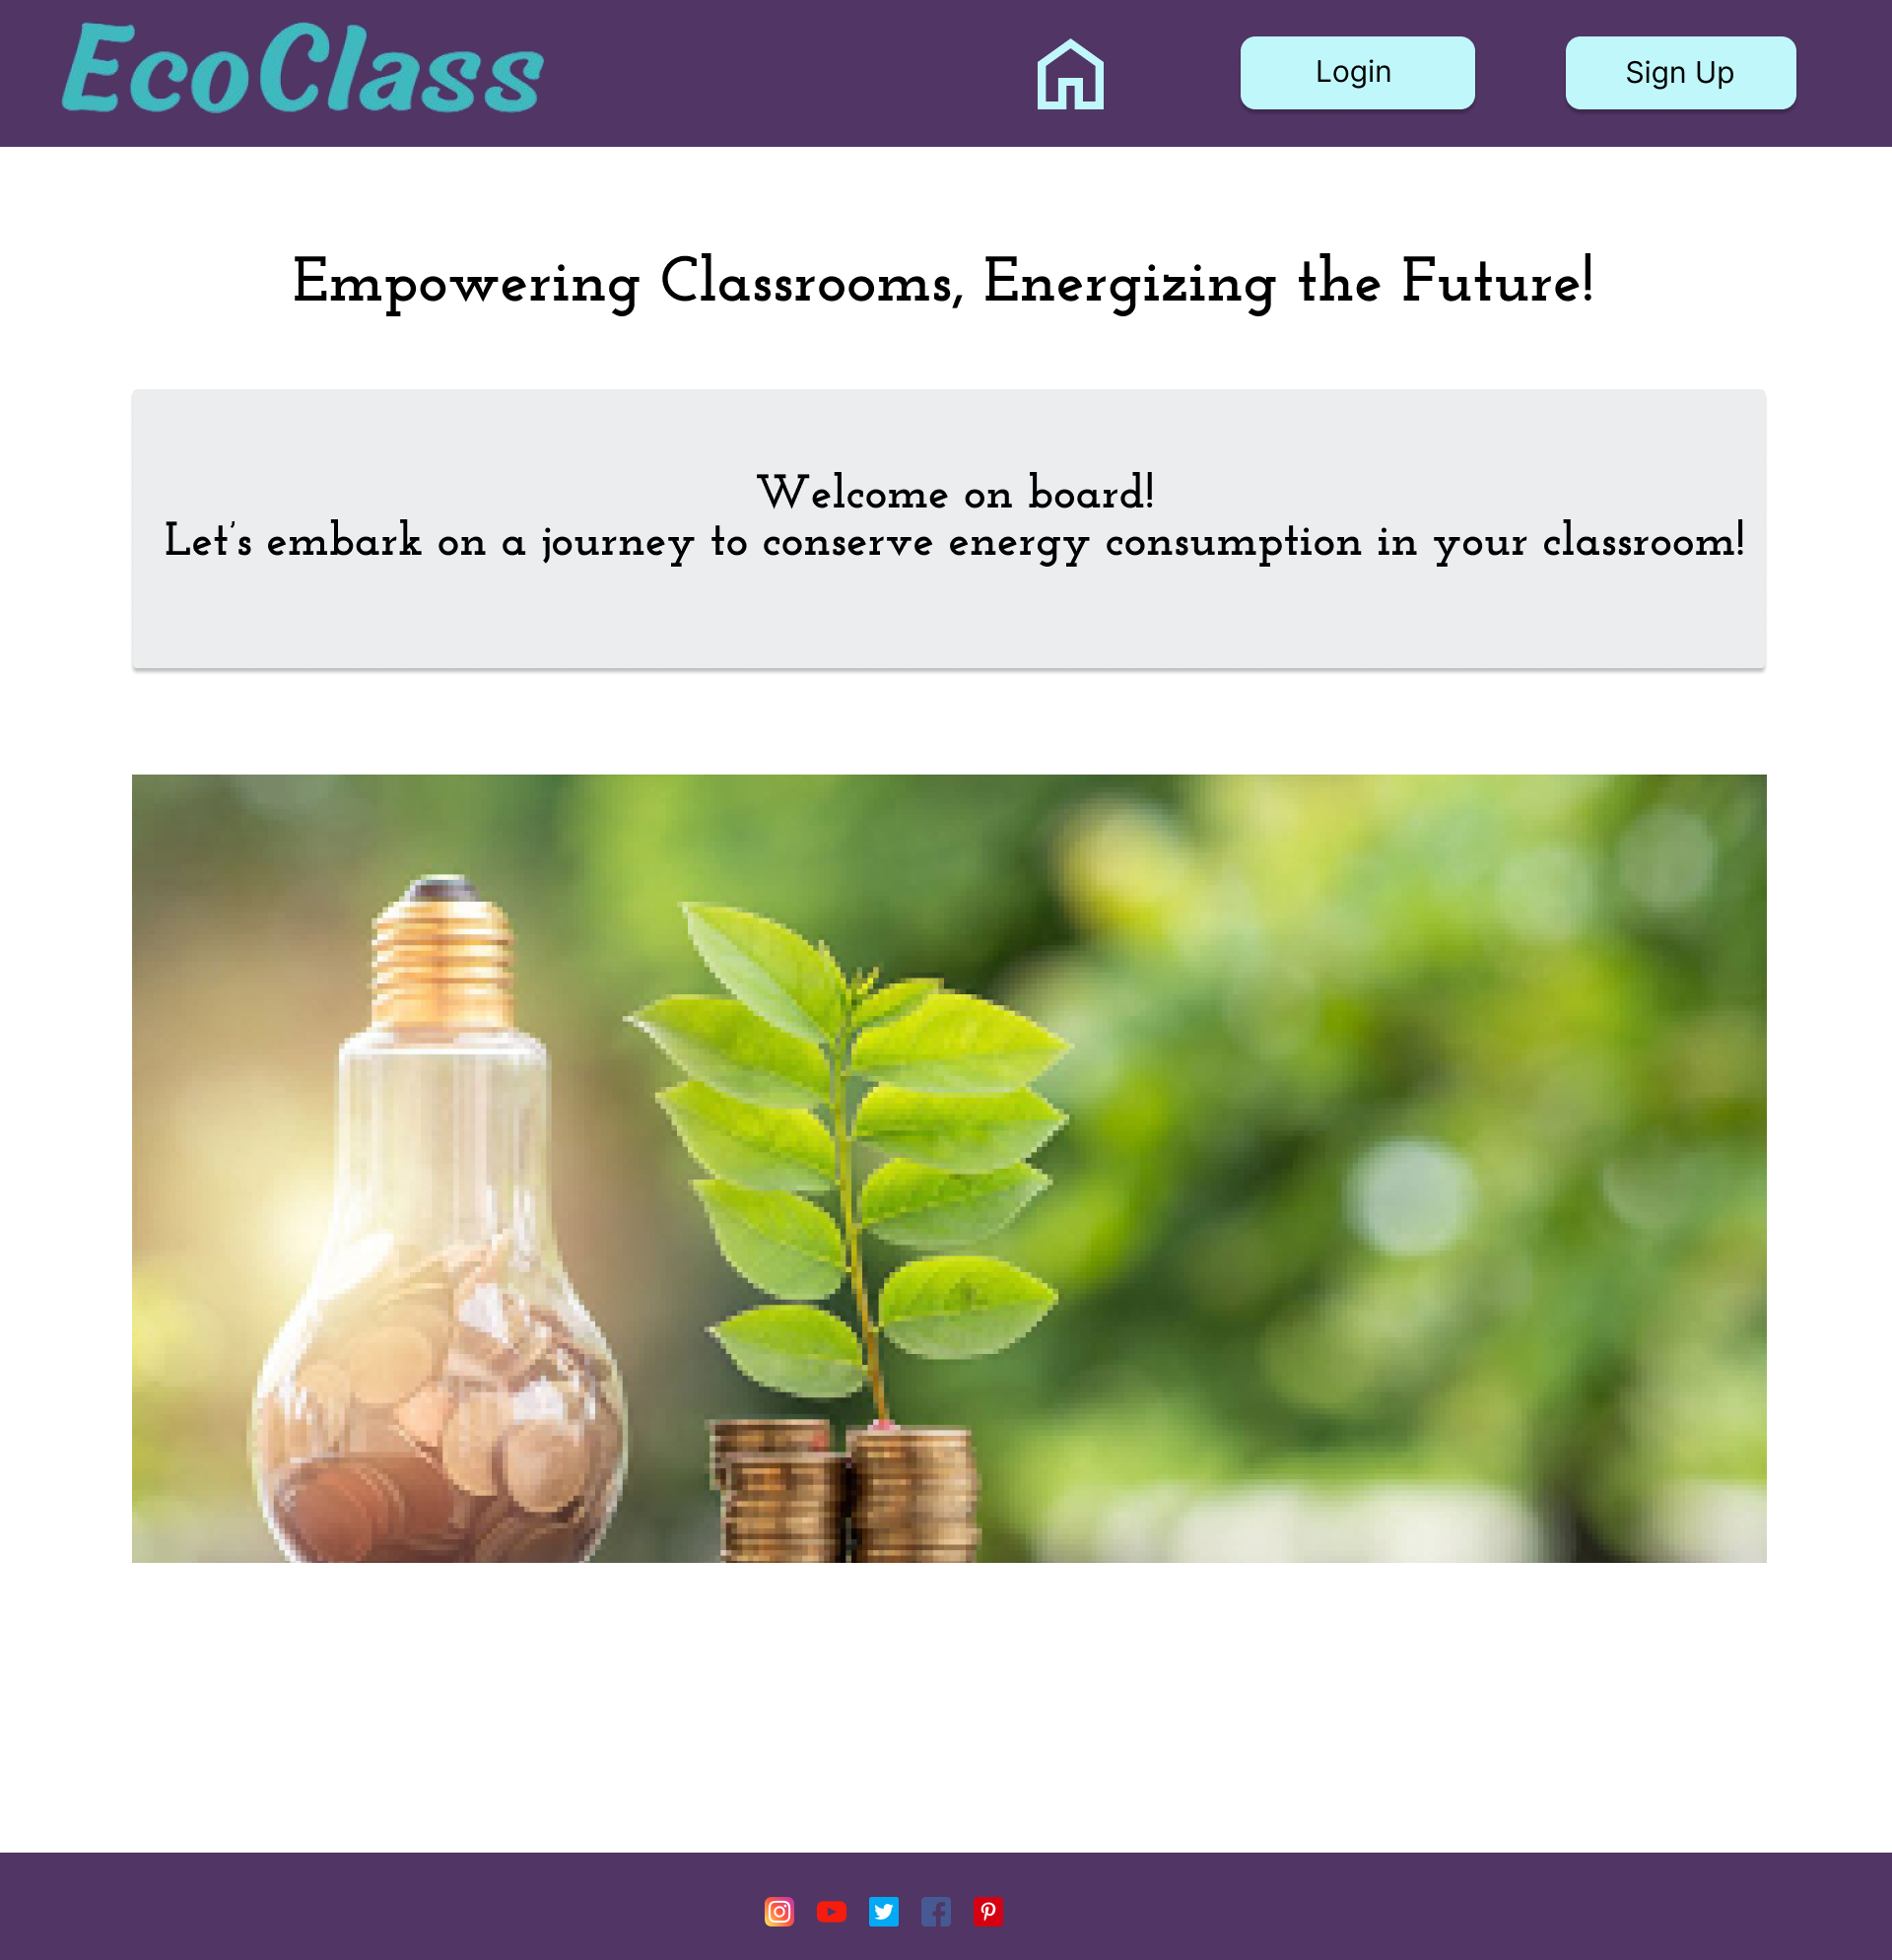 EcoClass
Login
Sign Up
Empowering Classrooms, Energizing the Future!
Welcome on board!
Let's embark on a journey to conserve energy consumption in your classroom!